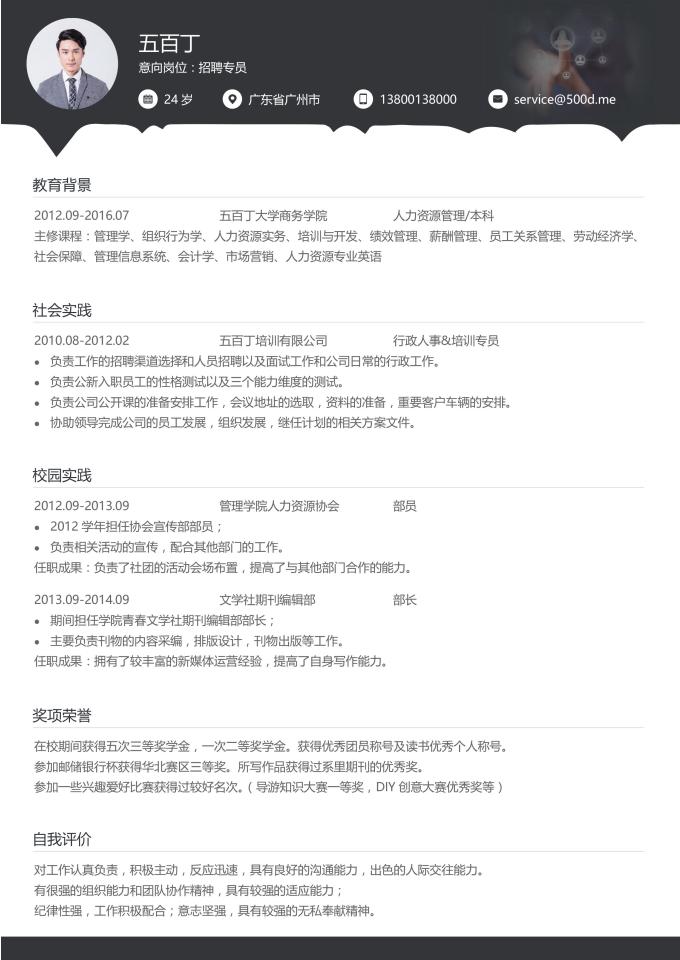 五百丁
意向岗位：招聘专员
24 岁 广东省广州市 13800138000 service@500d.me
教育背景
2012.09-2016.07 五百丁大学商务学院 人力资源管理/本科
主修课程：管理学、组织行为学、人力资源实务、培训与开发、绩效管理、薪酬管理、员工关系管理、劳动经济学、
社会保障、管理信息系统、会计学、市场营销、人力资源专业英语
社会实践
2010.08-2012.02 五百丁培训有限公司 行政人事&培训专员
● 负责工作的招聘渠道选择和人员招聘以及面试工作和公司日常的行政工作。
● 负责公新入职员工的性格测试以及三个能力维度的测试。
● 负责公司公开课的准备安排工作，会议地址的选取，资料的准备，重要客户车辆的安排。
● 协助领导完成公司的员工发展，组织发展，继任计划的相关方案文件。
校园实践
2012.09-2013.09 管理学院人力资源协会 部员
● 2012 学年担任协会宣传部部员；
● 负责相关活动的宣传，配合其他部门的工作。
任职成果：负责了社团的活动会场布置，提高了与其他部门合作的能力。
2013.09-2014.09 文学社期刊编辑部 部长
● 期间担任学院青春文学社期刊编辑部部长；
● 主要负责刊物的内容采编，排版设计，刊物出版等工作。
任职成果：拥有了较丰富的新媒体运营经验，提高了自身写作能力。
奖项荣誉
在校期间获得五次三等奖学金，一次二等奖学金。获得优秀团员称号及读书优秀个人称号。
参加邮储银行杯获得华北赛区三等奖。所写作品获得过系里期刊的优秀奖。
参加一些兴趣爱好比赛获得过较好名次。（导游知识大赛一等奖，DIY 创意大赛优秀奖等）
自我评价
对工作认真负责，积极主动，反应迅速，具有良好的沟通能力，出色的人际交往能力。
有很强的组织能力和团队协作精神，具有较强的适应能力；
纪律性强，工作积极配合；意志坚强，具有较强的无私奉献精神。